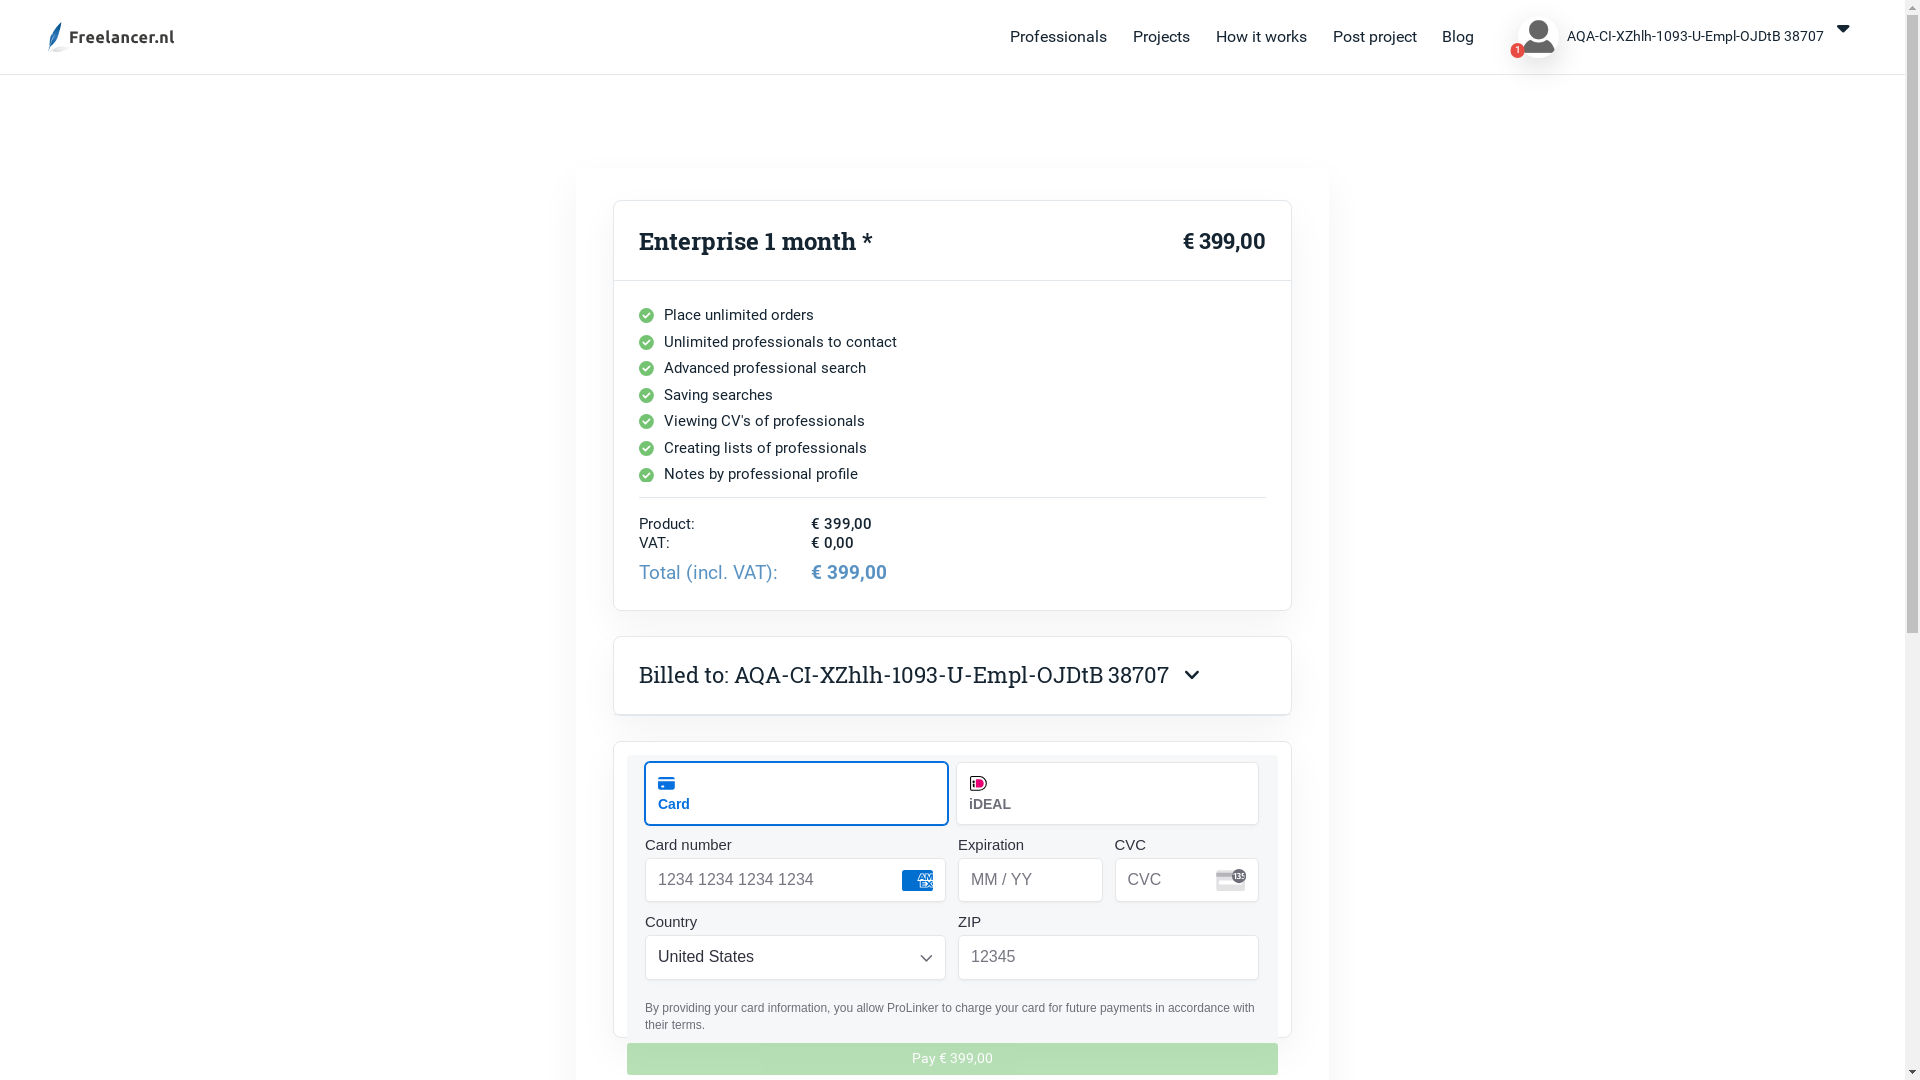 Freelancer.nl
Professionals Projects How it works Post project Blog 1 AQA-CI-XZhlh-1093-U-Empl-OJDtB 38707
Enterprise 1 month * € 399,00
Place unlimited orders
Unlimited professionals to contact
Advanced professional search
Saving searches
Viewing CV's of professionals
Creating lists of professionals
Notes by professional profile
Product: € 399,00
VAT: € 0,00
Total (incl. VAT): € 399,00
Billed to: AQA-CI-XZhlh-1093-U-Empl-OJDtB 38707
Card iDEAL
Card number Expiration CVC
1234 1234 1234 1234 AM EX MM / YY CVC 135
Country ZIP
United States 12345
By providing your card information, you allow ProLinker to charge your card for future payments in accordance with
their terms.
Pay € 399,00